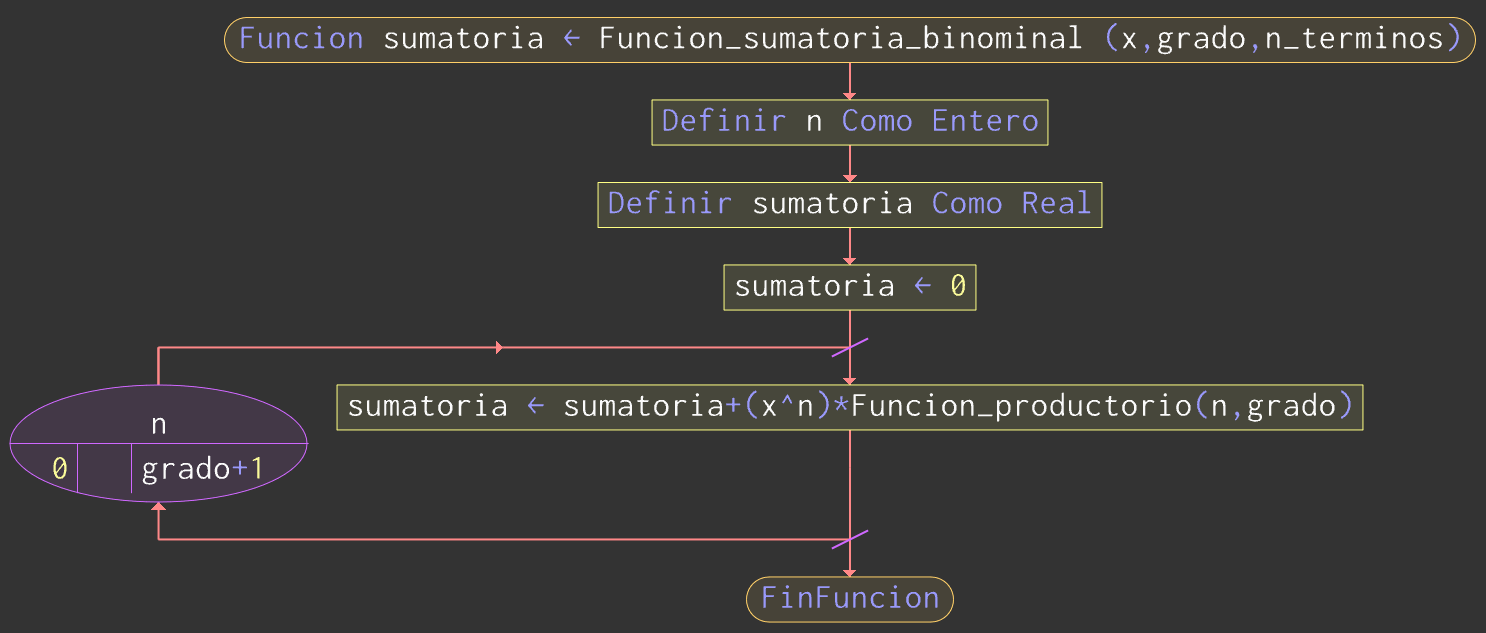 Funcion sumatoria ← Funcion_sumatoria_binominal (x,grado,n_terminos)
Definir n Como Entero
Definir sumatoria Como Real
sumatoria ← 0
sumatoria ← sumatoria+(x^n)*Funcion_productorio(n,grado)
n
0 grado+1
FinFuncion